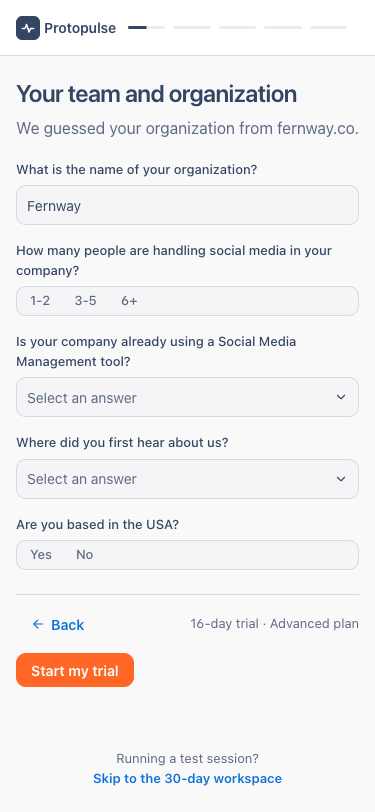 Protopulse
Your team and organization
We guessed your organization from fernway.co.
What is the name of your organization?
Fernway
How many people are handling social media in your
company?
1-2 3-5 6+
Is your company already using a Social Media
Management tool?
Select an answer
Where did you first hear about us?
Select an answer
Are you based in the USA?
Yes No
← Back 16-day trial · Advanced plan
Start my trial
Running a test session?
Skip to the 30-day workspace